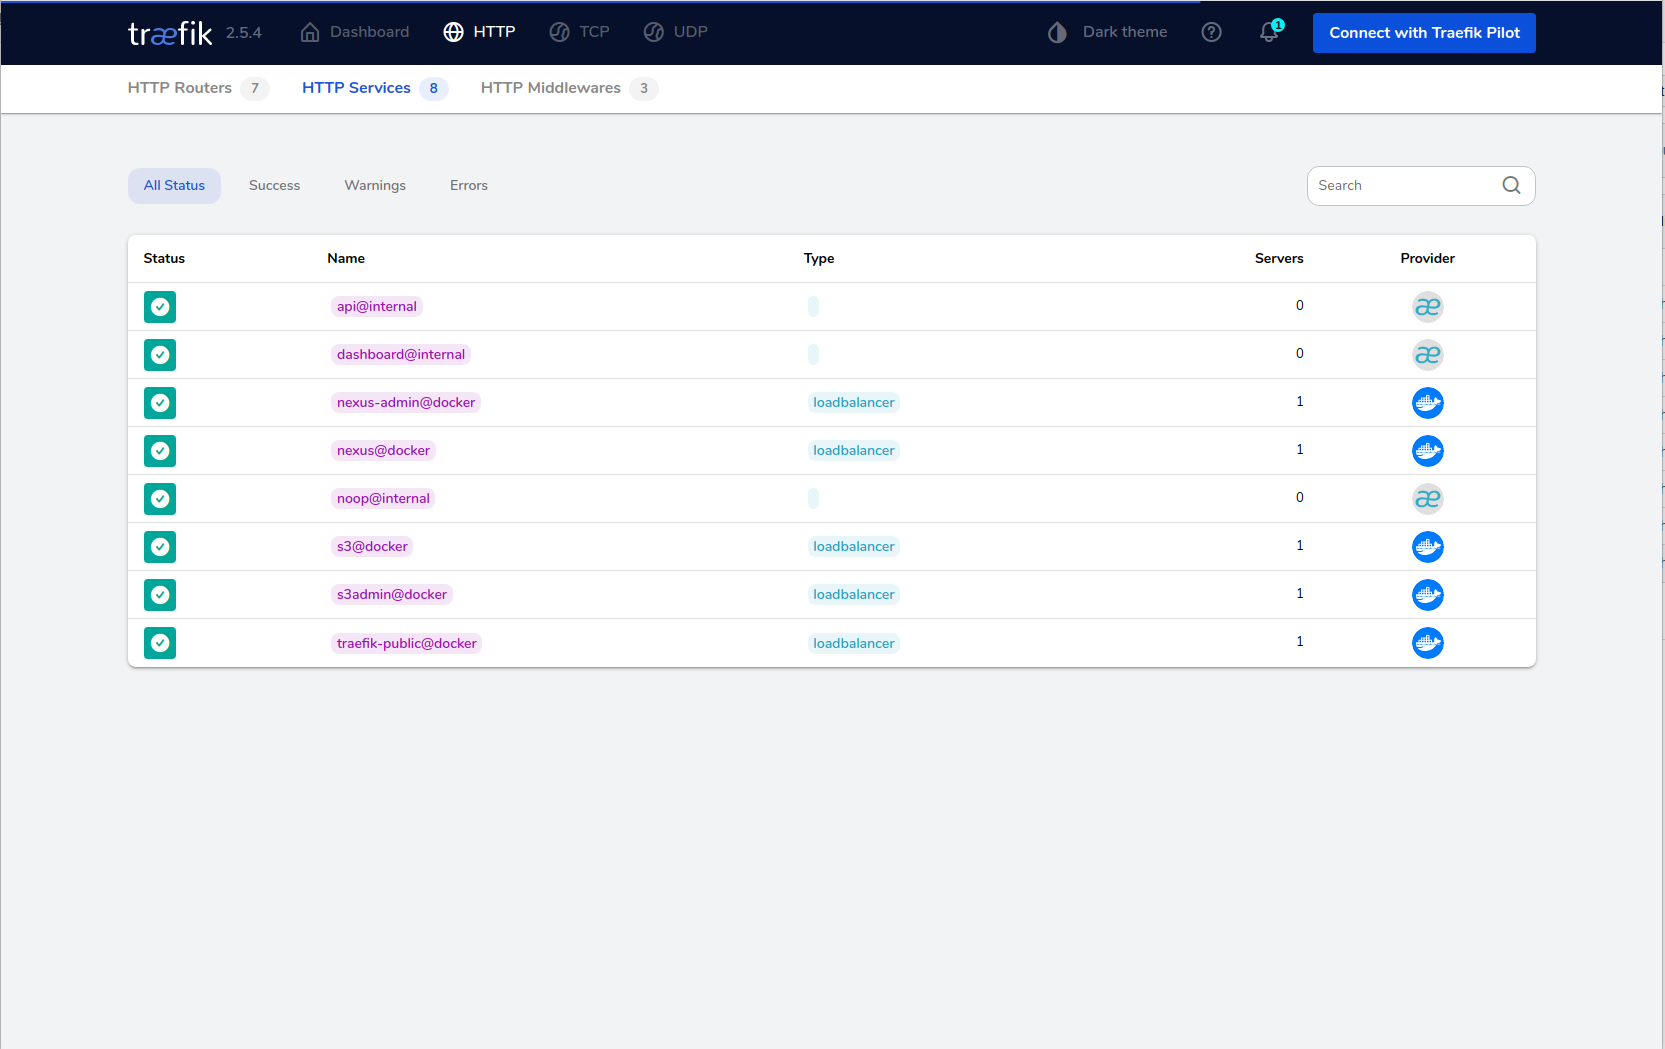 træfik 2.5.4 Dashboard HTTP TCP UDP Dark theme 1 Connect with Traefik Pilot
HTTP Routers 7 HTTP Services 8 HTTP Middlewares 3
All Status Success Warnings Errors Search
Status Name Type Servers Provider
api@internal 0 æ
dashboard@internal 0 æ
nexus-admin@docker loadbalancer 1
nexus@docker loadbalancer 1
noop@internal 0 æ
s3@docker loadbalancer 1
s3admin@docker loadbalancer 1
traefik-public@docker loadbalancer 1